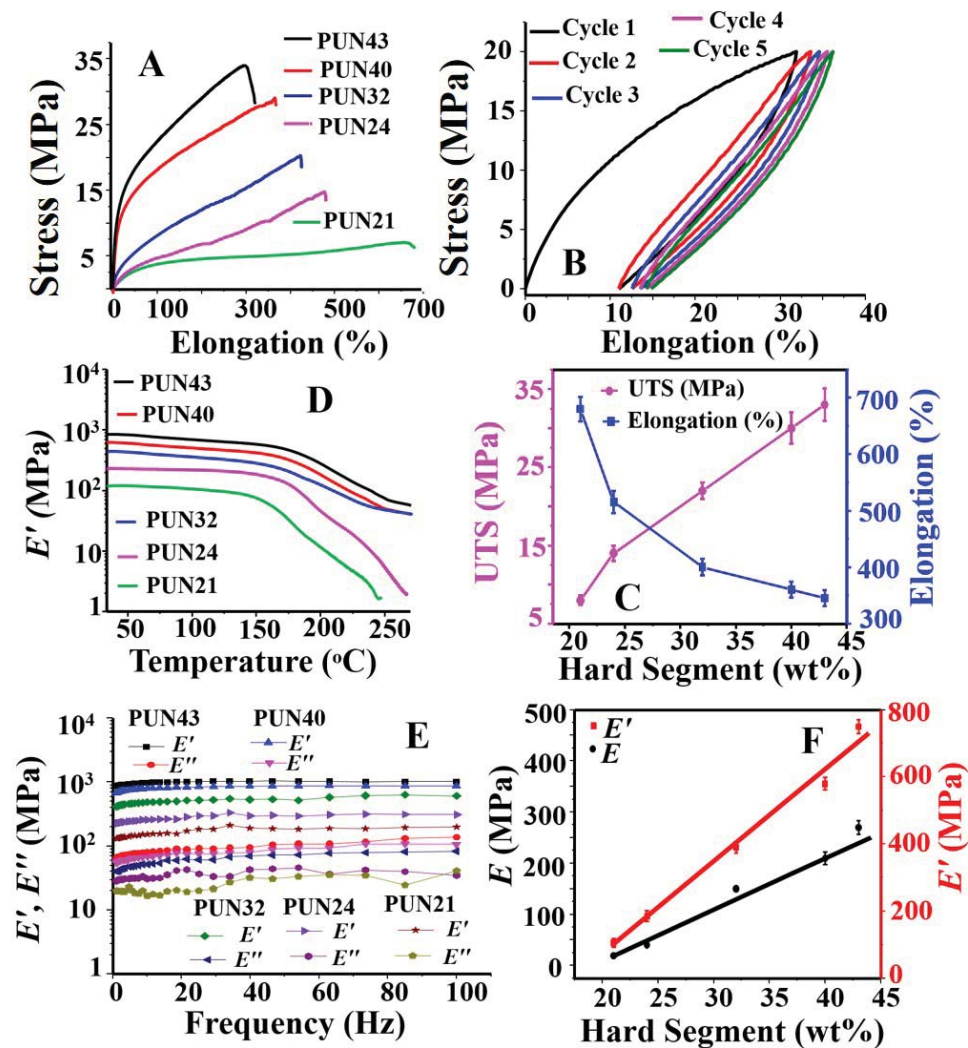 A
PUN43
PUN40
PUN32
PUN24
PUN21
35
25
15
5
Stress (MPa)
0 100 300 500 700
Elongation (%)
Cycle 1
Cycle 2
Cycle 3
Cycle 4
Cycle 5
B
20
15
10
5
0
Stress (MPa)
0 10 20 30 40
Elongation (%)
PUN43
PUN40
D
PUN32
PUN24
PUN21
10⁴
10³
10²
10
1
E' (MPa)
50 100 150 200 250
Temperature (°C)
UTS (MPa)
Elongation (%)
C
35
25
15
5
UTS (MPa)
700
600
500
400
300
Elongation (%)
20 25 30 35 40 45
Hard Segment (wt%)
PUN43 PUN40
E
E' E'
E'' E''
PUN32 PUN24 PUN21
E' E' E'
E'' E'' E''
10⁴
10³
10²
10
1
E', E'' (MPa)
0 20 40 60 80 100
Frequency (Hz)
E'
E
F
500
400
300
200
100
0
E (MPa)
800
600
400
200
0
E' (MPa)
20 25 30 35 40 45
Hard Segment (wt%)